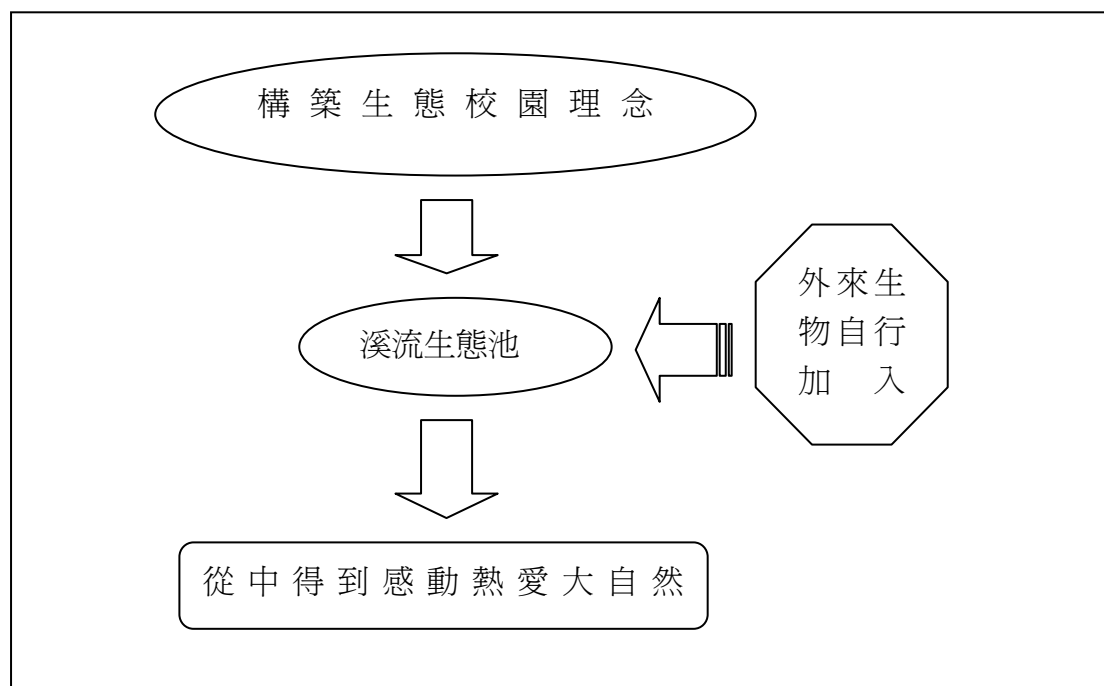 構築生態校園理念
溪流生態池
外來生
物自行
加入
從中得到感動熱愛大自然